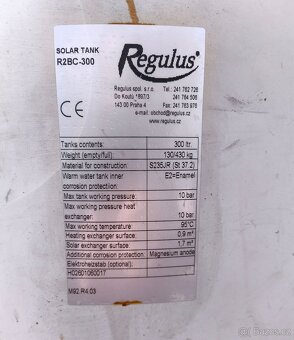 SOLAR TANK
R2BC-300
Regulus
Regulus spol. s r.o.
Do Koutů *897/3
143 00 Praha 4
Tel.: 241 762 726
241 764 506
Fax: 241 763 976
e-mail: obchod@regulus.cz
www.regulus.cz
CE
Tanks contents: 300 ltr.
Weight (empty/full) 130/430 kg
Material for construction: S235JR (St 37.2)
Warm water tank inner corrosion protection: E2=Enamel
Max tank working pressure: 10 bar
Max working pressure heat exchanger: 10 bar
Max working temperature 95°C
Heating exchanger surface: 0.9 m²
Solar exchanger surface: 1.7 m²
Additional corrosion protection Magnesium anode
Elektroheizstab (optional)
H02601060017
M92.R4.03
bazos.cz